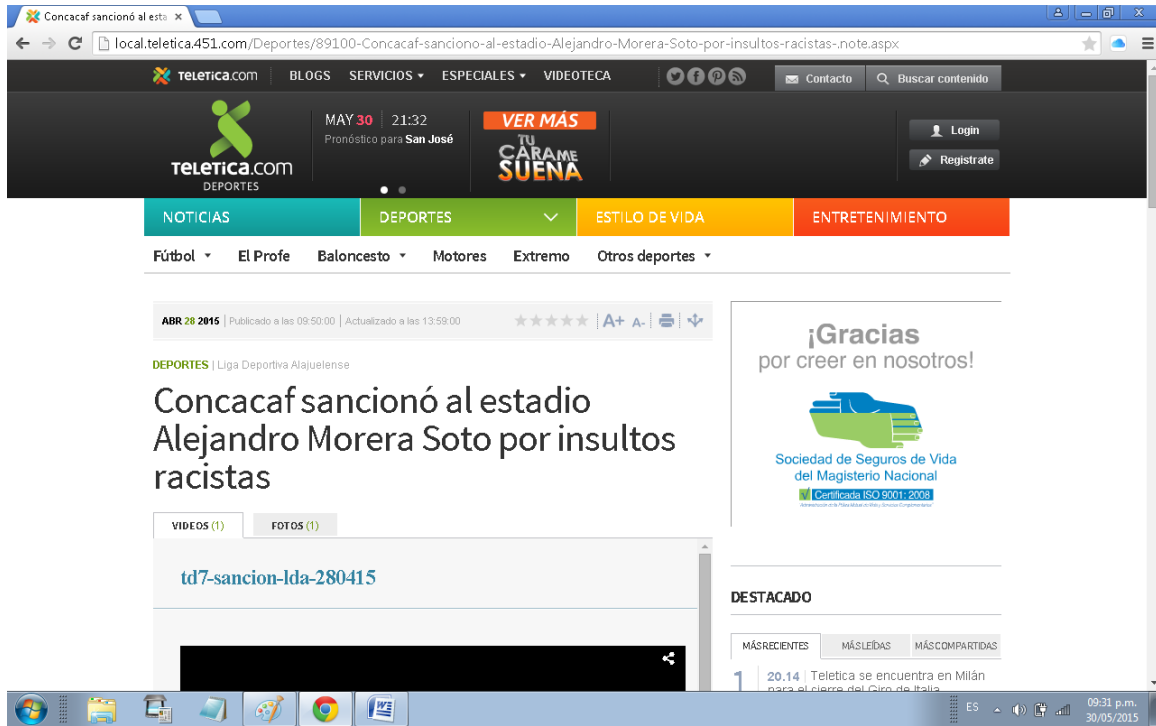 Concacaf sancionó al esta
local.teletica.451.com/Deportes/89100-Concacaf-sanciono-al-estadio-Alejandro-Morera-Soto-por-insultos-racistas-.note.aspx
TELETICA.com BLOGS SERVICIOS ESPECIALES VIDEOTECA Contacto Buscar contenido
TELETICA.COM
DEPORTES
MAY 30 21:32
Pronóstico para San José
VER MÁS
TU
CARA ME
SUENA
Login
Registrate
NOTICIAS DEPORTES ESTILO DE VIDA ENTRETENIMIENTO
Fútbol El Profe Baloncesto Motores Extremo Otros deportes
ABR 28 2015 | Publicado a las 09:50:00 | Actualizado a las 13:59:00 A+ A-
DEPORTES | Liga Deportiva Alajuelense
Concacaf sancionó al estadio
Alejandro Morera Soto por insultos
racistas
VIDEOS (1) FOTOS (1)
td7-sancion-lda-280415
¡Gracias
por creer en nosotros!
Sociedad de Seguros de Vida
del Magisterio Nacional
Certificada ISO 9001: 2008
DESTACADO
MÁS RECIENTES MÁS LEÍDAS MÁS COMPARTIDAS
1 20.14 | Teletica se encuentra en Milán
para el cierre del Giro de Italia
ES 09:31 p.m.
30/05/2015